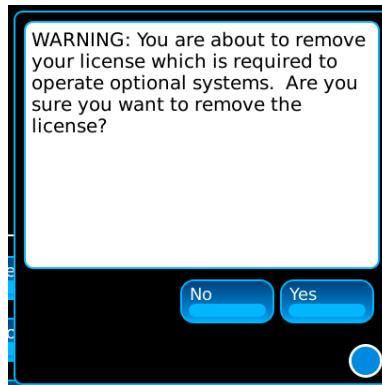 WARNING: You are about to remove
your license which is required to
operate optional systems.  Are you
sure you want to remove the
license?
No
Yes